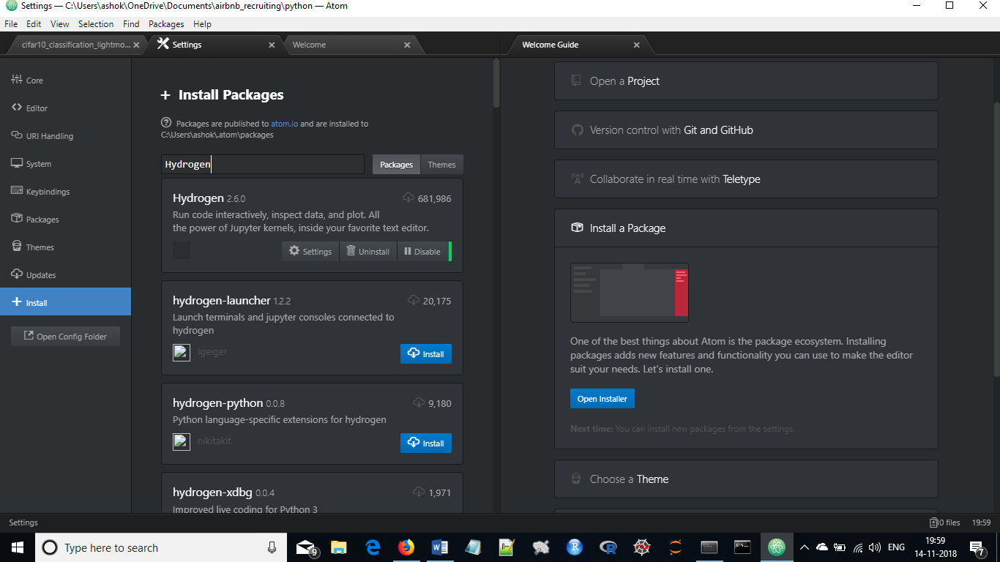 Settings — C:\Users\ashok\OneDrive\Documents\airbnb_recruiting\python — Atom
File Edit View Selection Find Packages Help
cifar10_classification_lightmo...
Settings
Welcome
Welcome Guide
Core
Editor
URI Handling
System
Keybindings
Packages
Themes
Updates
Install
Open Config Folder
Install Packages
Packages are published to atom.io and are installed to
C:\Users\ashok\.atom\packages
Hydrogen
Packages Themes
Hydrogen 2.6.0 681,986
Run code interactively, inspect data, and plot. All
the power of Jupyter kernels, inside your favorite text editor.
Settings Uninstall Disable
hydrogen-launcher 1.2.2 20,175
Launch terminals and jupyter consoles connected to
hydrogen
lgeiger Install
hydrogen-python 0.0.8 9,180
Python language-specific extensions for hydrogen
nikitakit Install
hydrogen-xdbg 0.0.4 1,971
Improved live coding for Python 3
Open a Project
Version control with Git and GitHub
Collaborate in real time with Teletype
Install a Package
One of the best things about Atom is the package ecosystem. Installing
packages adds new features and functionality you can use to make the editor
suit your needs. Let's install one.
Open Installer
Next time: You can install new packages from the settings.
Choose a Theme
Settings
0 files 19:59
Type here to search
9
ENG
19:59
14-11-2018
7